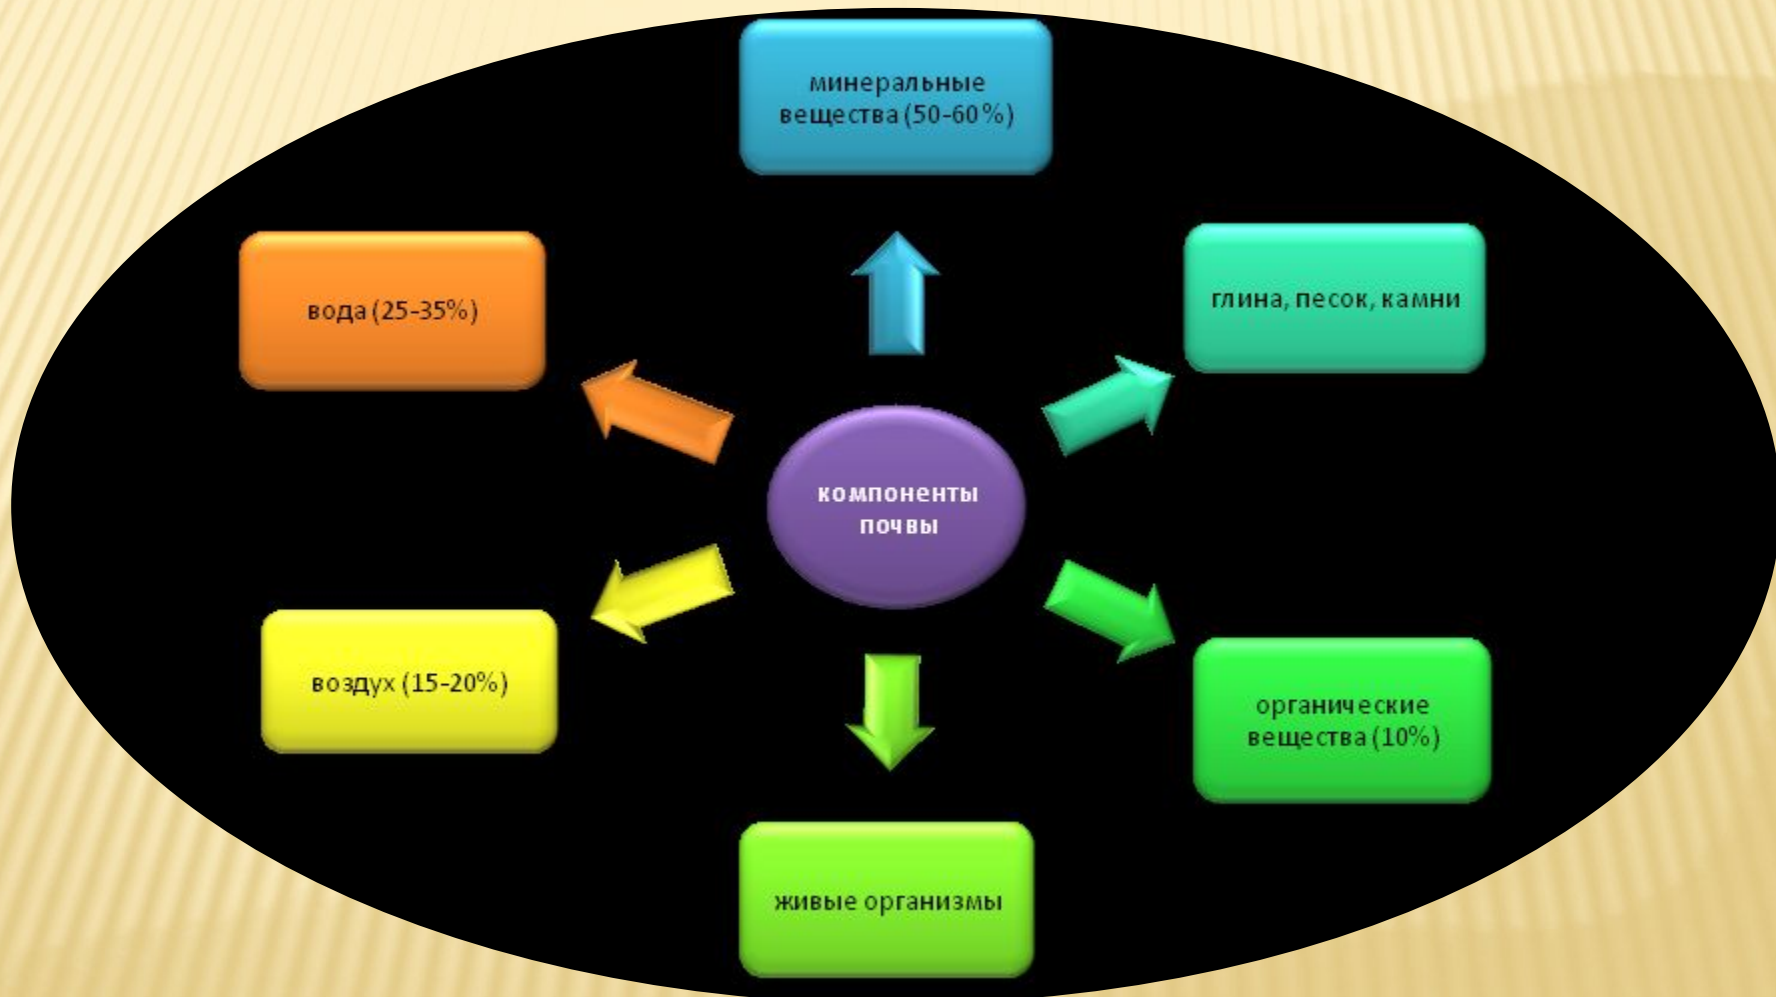 минеральные
вещества (50-60%)
вода (25-35%)
глина, песок, камни
компоненты
почвы
воздух (15-20%)
органические
вещества (10%)
живые организмы